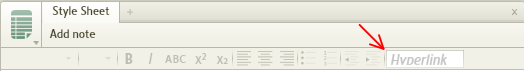 Style Sheet + x
Add note
B I ABC X² X₂ Hyperlink